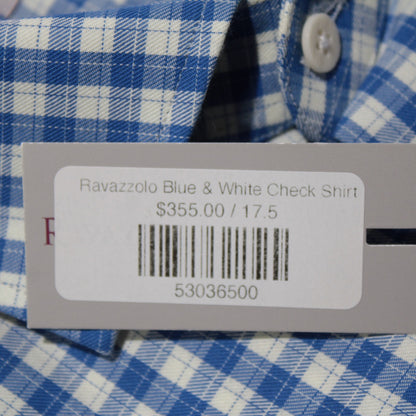 Ravazzolo Blue & White Check Shirt
$355.00 / 17.5
53036500